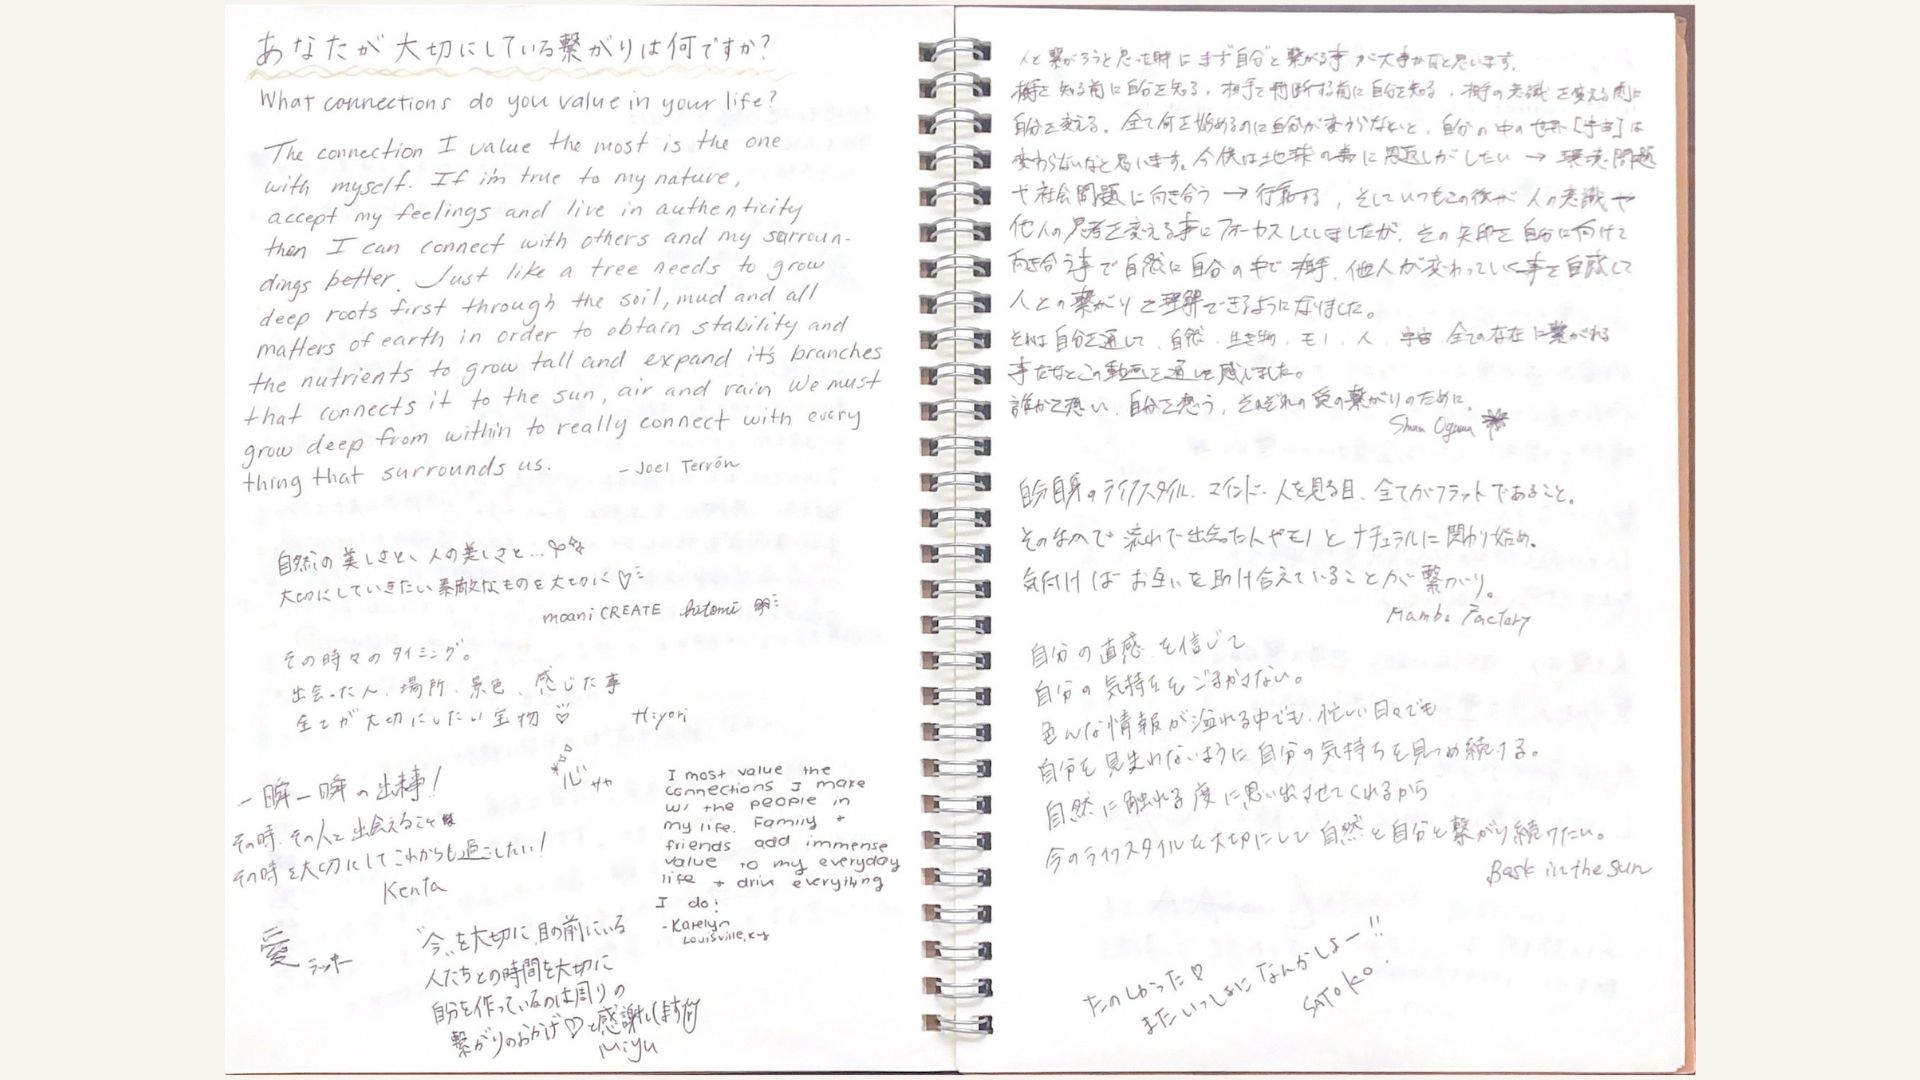 あなたが大切にしている繋がりは何ですか?
What connections do you value in your life?
The connection I value the most is the one
with myself. If i'm true to my nature,
accept my feelings and live in authenticity
then I can connect with others and my surroun-
dings better. Just like a tree needs to grow
deep roots first through the soil, mud and all
matters of earth in order to obtain stability and
the nutrients to grow tall and expand it's branches
that connects it to the sun, air and rain we must
grow deep from within to really connect with every
thing that surrounds us.
- Joel Terrón
自然の美しさと、人の美しさと...
大切にしていきたい素敵なものを大切に♡
moani CREATE hitomi
その時々のタイミング。
出会った人、場所、景色、感じた事
全てが大切にしたい宝物♡
Hiyori
一瞬一瞬の出来事!
その時、その人と出会えること
その時を大切にしてこれからも過ごしたい!
Kenta
I most value the
connections I make
w/ the people in
my life. Family +
friends add immense
value to my everyday
life + driv everything
I do!
- Katelyn
Louisville, Ky
愛
"今"を大切に、目の前にいる
人たちとの時間を大切に
自分を作っているのは周りの
繋がりのおかげ♡と感謝します
Miyu
人と繋がろうと思った時にまず自分と繋がる事が大事かなと思います。
相手を知る前に自分を知る、相手を判断する前に自分を知る、相手の意識を変える前に
自分を変える。全て何を始めるのに自分が変わらないと、自分の中の世界[宇宙]は
変わらないなと思います。今僕は地球の為に恩返しがしたい → 環境問題
や社会問題に向き合う → 行動する、そしていつもこの後が人の意識や
他人の思考を変える事にフォーカスしてしましたが、その矢印を自分に向けて
向き合う事で自然に自分の中で相手、他人が変わっていく事を自感して
人との繋がりを理解できるようになりました。
それは自分を通して、自然、生き物、モノ、人、宇宙、全ての存在に繋がれる
事だなとこの動画を通して感じました。
誰かを想い、自分を想う、それぞれの愛の繋がりのために。
Shun Ogawa
自分自身のライフスタイル、マインド、人を見る目、全てがフラットであること。
その中で流れで出会った人やモノとナチュラルに関わり始め。
気付けばお互いを助け合えていることが繋がり。
Mambo Factory
自分の直感を信じて
自分の気持ちをごまかさない。
色んな情報が溢れる中でも、忙しい日々でも
自分を見失れないように自分の気持ちを見つめ続ける。
自然に触れる度に思い出させてくれるから
今のライフスタイルを大切にして自然と自分と繋がり続けたい。
Bask in the Sun
たのしかった♡
またいっしょになんかしよー!!
SATOKO.